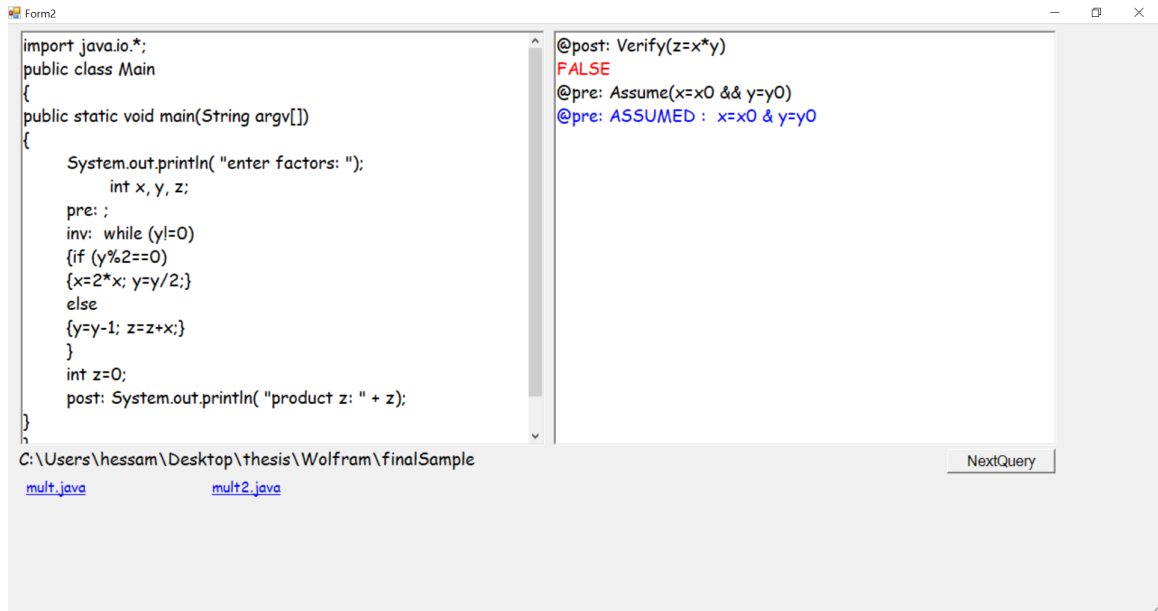 Form2
import java.io.*;
public class Main
{
public static void main(String argv[])
{
System.out.println( "enter factors: ");
int x, y, z;
pre: ;
inv:  while (y!=0)
{if (y%2==0)
{x=2*x; y=y/2;}
else
{y=y-1; z=z+x;}
}
int z=0;
post: System.out.println( "product z: " + z);
}
@post: Verify(z=x*y)
FALSE
@pre: Assume(x=x0 && y=y0)
@pre: ASSUMED :  x=x0 & y=y0
C:\Users\hessam\Desktop\thesis\Wolfram\finalSample
NextQuery
mult.java mult2.java